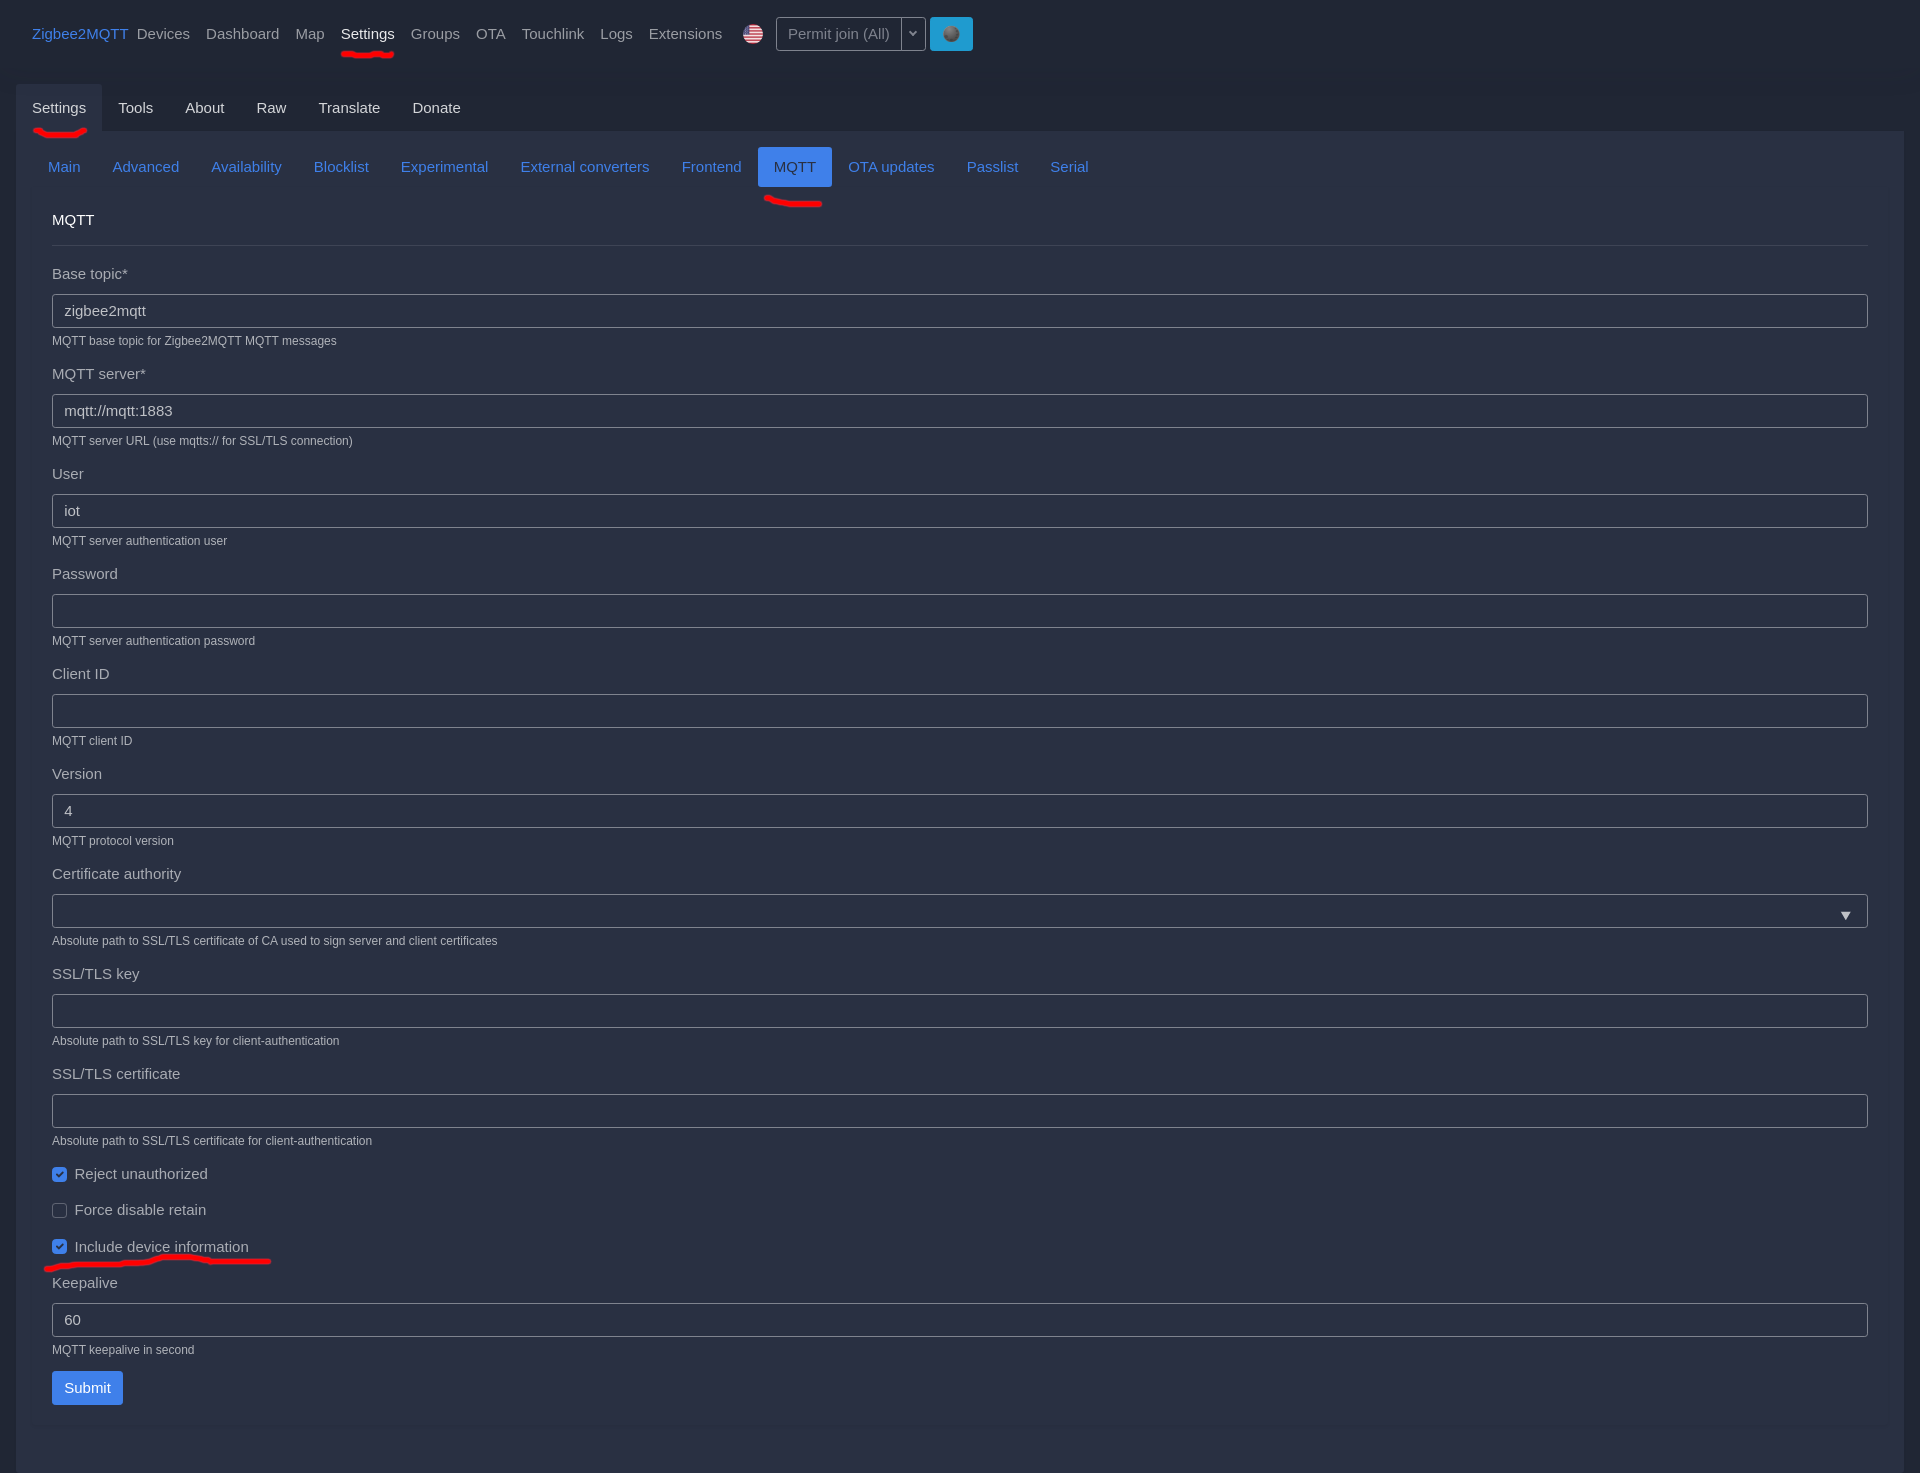 Zigbee2MQTT Devices Dashboard Map Settings Groups OTA Touchlink Logs Extensions Permit join (All)
Settings Tools About Raw Translate Donate
Main Advanced Availability Blocklist Experimental External converters Frontend MQTT OTA updates Passlist Serial
MQTT
Base topic*
zigbee2mqtt
MQTT base topic for Zigbee2MQTT MQTT messages
MQTT server*
mqtt://mqtt:1883
MQTT server URL (use mqtts:// for SSL/TLS connection)
User
iot
MQTT server authentication user
Password
MQTT server authentication password
Client ID
MQTT client ID
Version
4
MQTT protocol version
Certificate authority
Absolute path to SSL/TLS certificate of CA used to sign server and client certificates
SSL/TLS key
Absolute path to SSL/TLS key for client-authentication
SSL/TLS certificate
Absolute path to SSL/TLS certificate for client-authentication
Reject unauthorized
Force disable retain
Include device information
Keepalive
60
MQTT keepalive in second
Submit